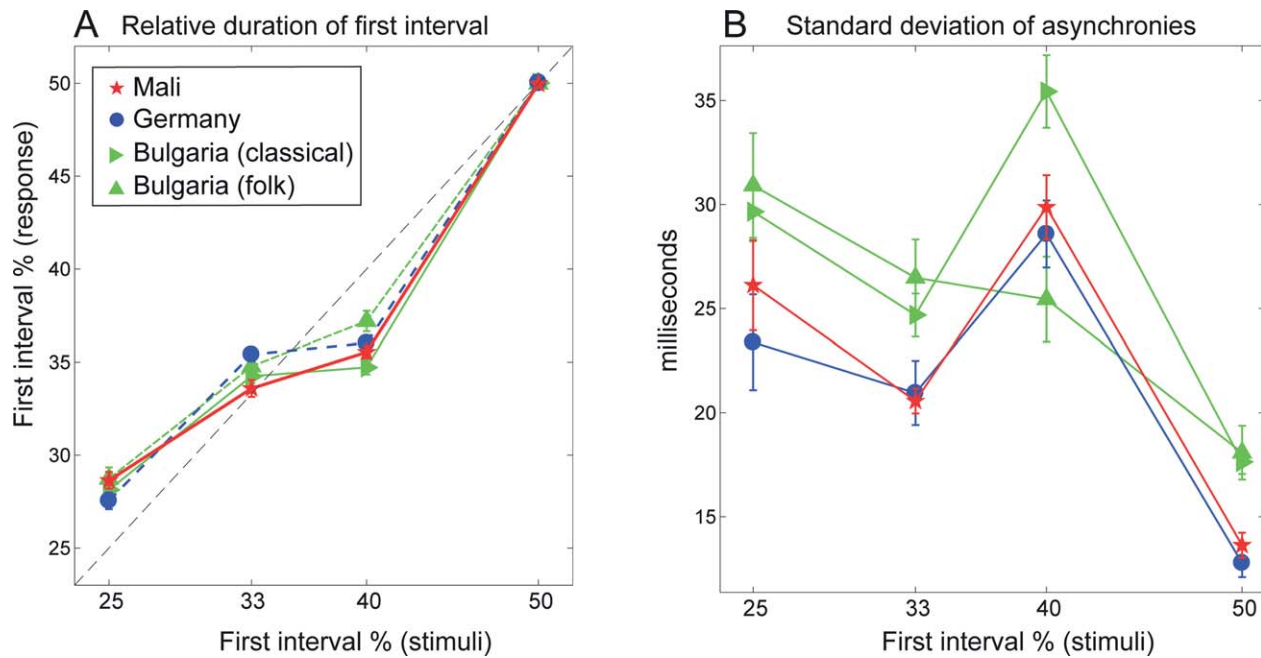 A Relative duration of first interval
Mali
Germany
Bulgaria (classical)
Bulgaria (folk)
50
45
40
35
30
25
First interval % (response)
25 33 40 50
First interval % (stimuli)
B Standard deviation of asynchronies
35
30
25
20
15
milliseconds
25 33 40 50
First interval % (stimuli)